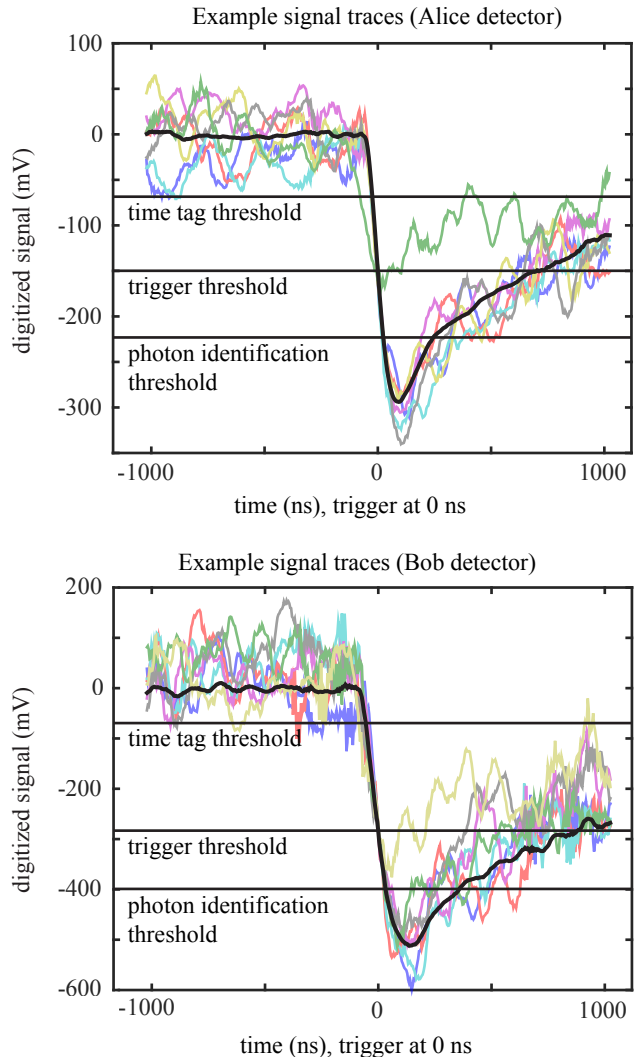 Example signal traces (Alice detector)
100
0
-100
-200
-300
digitized signal (mV)
time tag threshold
trigger threshold
photon identification
threshold
-1000
0
1000
time (ns), trigger at 0 ns
Example signal traces (Bob detector)
200
0
-200
-400
-600
digitized signal (mV)
time tag threshold
trigger threshold
photon identification
threshold
-1000
0
1000
time (ns), trigger at 0 ns